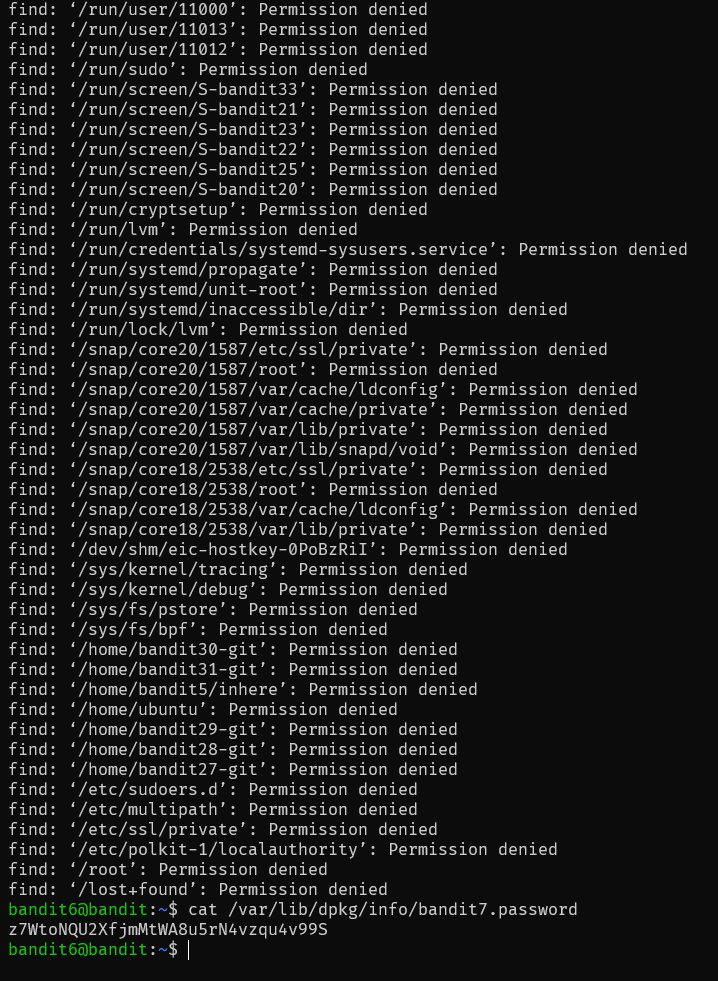 find: ‘/run/user/11000’: Permission denied
find: ‘/run/user/11013’: Permission denied
find: ‘/run/user/11012’: Permission denied
find: ‘/run/sudo’: Permission denied
find: ‘/run/screen/S-bandit33’: Permission denied
find: ‘/run/screen/S-bandit21’: Permission denied
find: ‘/run/screen/S-bandit23’: Permission denied
find: ‘/run/screen/S-bandit22’: Permission denied
find: ‘/run/screen/S-bandit25’: Permission denied
find: ‘/run/screen/S-bandit20’: Permission denied
find: ‘/run/cryptsetup’: Permission denied
find: ‘/run/lvm’: Permission denied
find: ‘/run/credentials/systemd-sysusers.service’: Permission denied
find: ‘/run/systemd/propagate’: Permission denied
find: ‘/run/systemd/unit-root’: Permission denied
find: ‘/run/systemd/inaccessible/dir’: Permission denied
find: ‘/run/lock/lvm’: Permission denied
find: ‘/snap/core20/1587/etc/ssl/private’: Permission denied
find: ‘/snap/core20/1587/root’: Permission denied
find: ‘/snap/core20/1587/var/cache/ldconfig’: Permission denied
find: ‘/snap/core20/1587/var/cache/private’: Permission denied
find: ‘/snap/core20/1587/var/lib/private’: Permission denied
find: ‘/snap/core20/1587/var/lib/snapd/void’: Permission denied
find: ‘/snap/core18/2538/etc/ssl/private’: Permission denied
find: ‘/snap/core18/2538/root’: Permission denied
find: ‘/snap/core18/2538/var/cache/ldconfig’: Permission denied
find: ‘/snap/core18/2538/var/lib/private’: Permission denied
find: ‘/dev/shm/eic-hostkey-0PoBzRiI’: Permission denied
find: ‘/sys/kernel/tracing’: Permission denied
find: ‘/sys/kernel/debug’: Permission denied
find: ‘/sys/fs/pstore’: Permission denied
find: ‘/sys/fs/bpf’: Permission denied
find: ‘/home/bandit30-git’: Permission denied
find: ‘/home/bandit31-git’: Permission denied
find: ‘/home/bandit5/inhere’: Permission denied
find: ‘/home/ubuntu’: Permission denied
find: ‘/home/bandit29-git’: Permission denied
find: ‘/home/bandit28-git’: Permission denied
find: ‘/home/bandit27-git’: Permission denied
find: ‘/etc/sudoers.d’: Permission denied
find: ‘/etc/multipath’: Permission denied
find: ‘/etc/ssl/private’: Permission denied
find: ‘/etc/polkit-1/localauthority’: Permission denied
find: ‘/root’: Permission denied
find: ‘/lost+found’: Permission denied
bandit6@bandit:~$ cat /var/lib/dpkg/info/bandit7.password
z7WtoNQU2XfjmMtWA8u5rN4vzqu4v99S
bandit6@bandit:~$